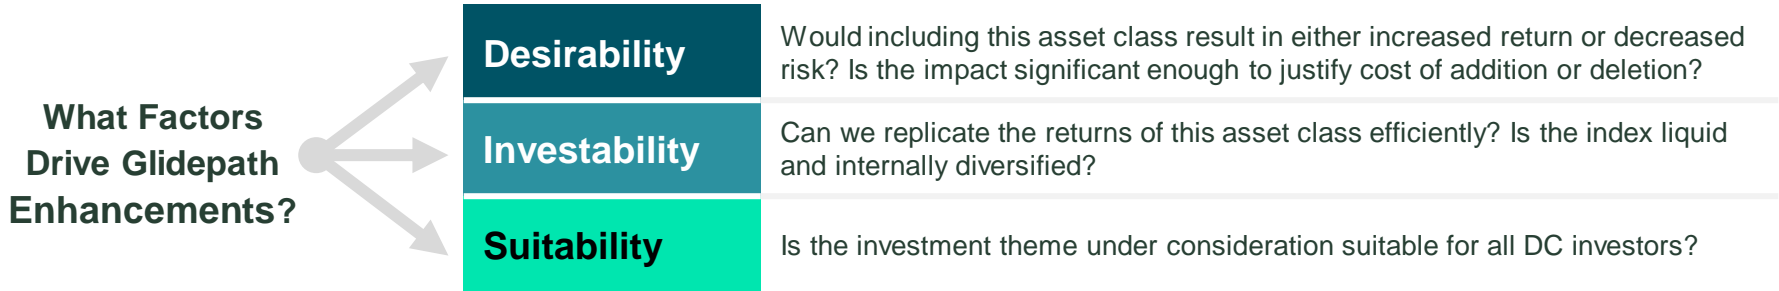 What Factors
Drive Glidepath
Enhancements?
Desirability
Would including this asset class result in either increased return or decreased
risk? Is the impact significant enough to justify cost of addition or deletion?
Investability
Can we replicate the returns of this asset class efficiently? Is the index liquid
and internally diversified?
Suitability
Is the investment theme under consideration suitable for all DC investors?